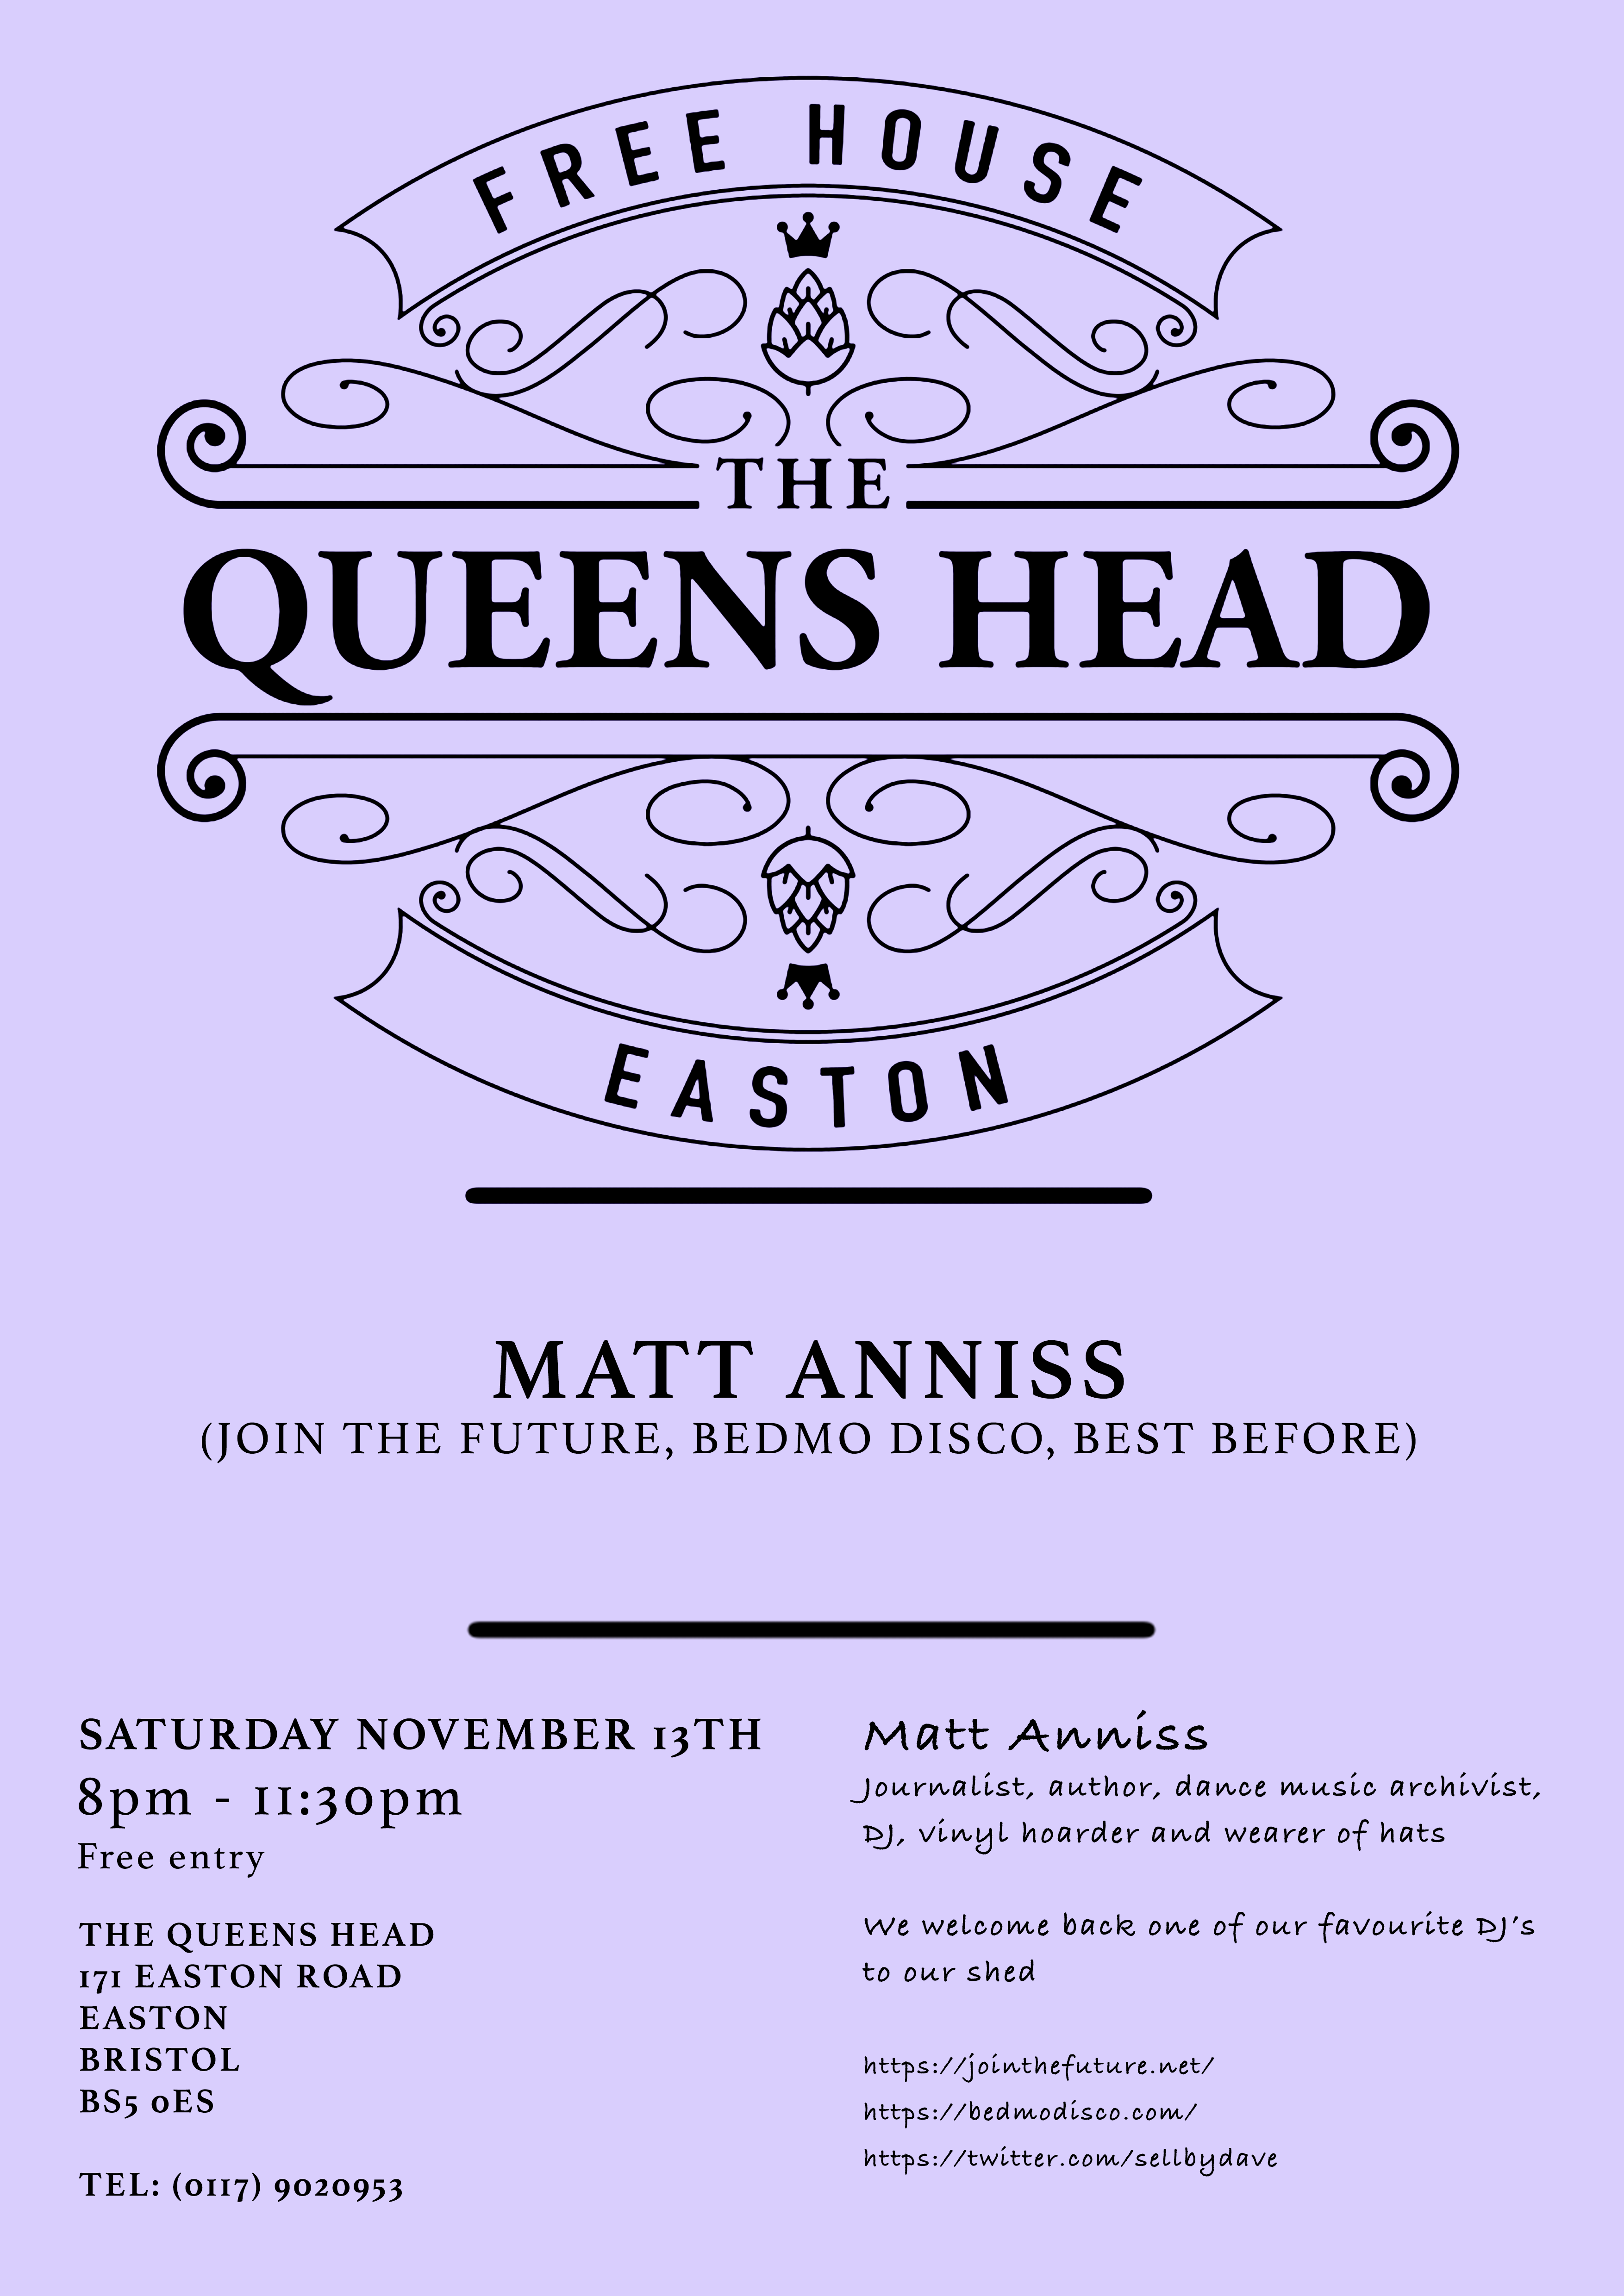 FREE HOUSE
THE
QUEENS HEAD
EASTON
MATT ANNISS
(JOIN THE FUTURE, BEDMO DISCO, BEST BEFORE)
SATURDAY NOVEMBER 13TH
8pm - 11:30pm
Free entry
THE QUEENS HEAD
171 EASTON ROAD
EASTON
BRISTOL
BS5 0ES
TEL: (0117) 9020953
Matt Anniss
Journalist, author, dance music archivist,
DJ, vinyl hoarder and wearer of hats
We welcome back one of our favourite DJ's
to our shed
https://jointhefuture.net/
https://bedmodisco.com/
https://twitter.com/sellbydave